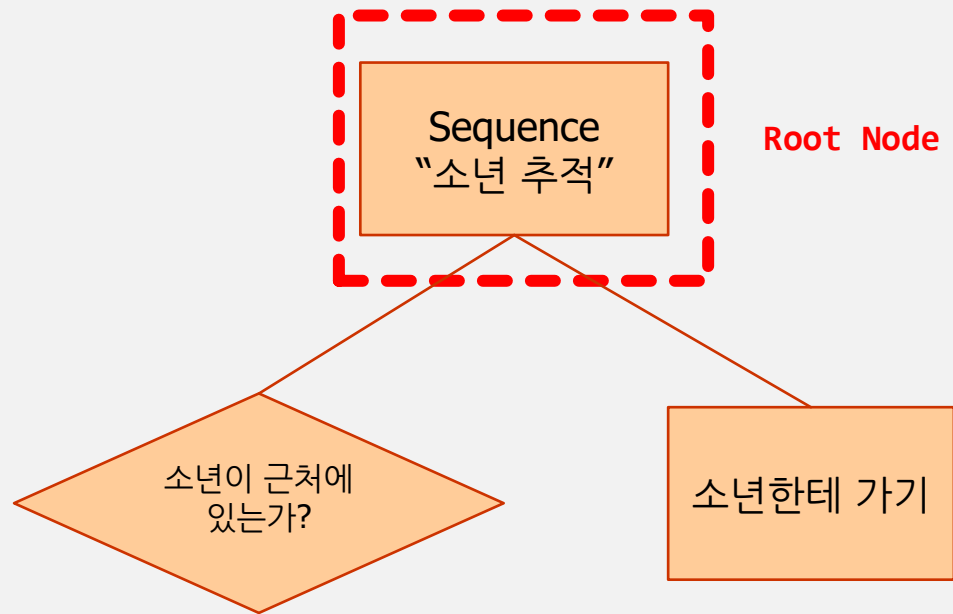 Sequence
“소년 추적”
Root Node
소년이 근처에
있는가?
소년한테 가기